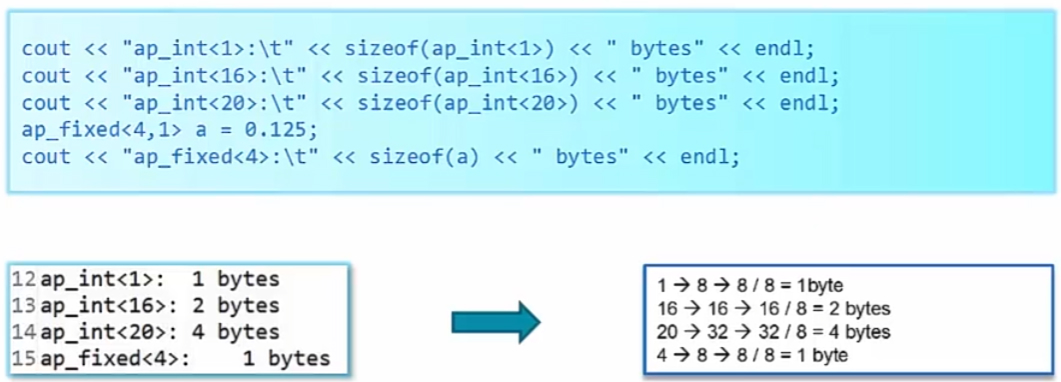 cout << "ap_int<1>:\t" << sizeof(ap_int<1>) << " bytes" << endl;
cout << "ap_int<16>:\t" << sizeof(ap_int<16>) << " bytes" << endl;
cout << "ap_int<20>:\t" << sizeof(ap_int<20>) << " bytes" << endl;
ap_fixed<4,1> a = 0.125;
cout << "ap_fixed<4>:\t" << sizeof(a) << " bytes" << endl;
12 ap_int<1>: 1 bytes
13 ap_int<16>: 2 bytes
14 ap_int<20>: 4 bytes
15 ap_fixed<4>: 1 bytes
1 → 8 → 8 / 8 = 1byte
16 → 16 → 16 / 8 = 2 bytes
20 → 32 → 32 / 8 = 4 bytes
4 → 8 → 8 / 8 = 1 byte